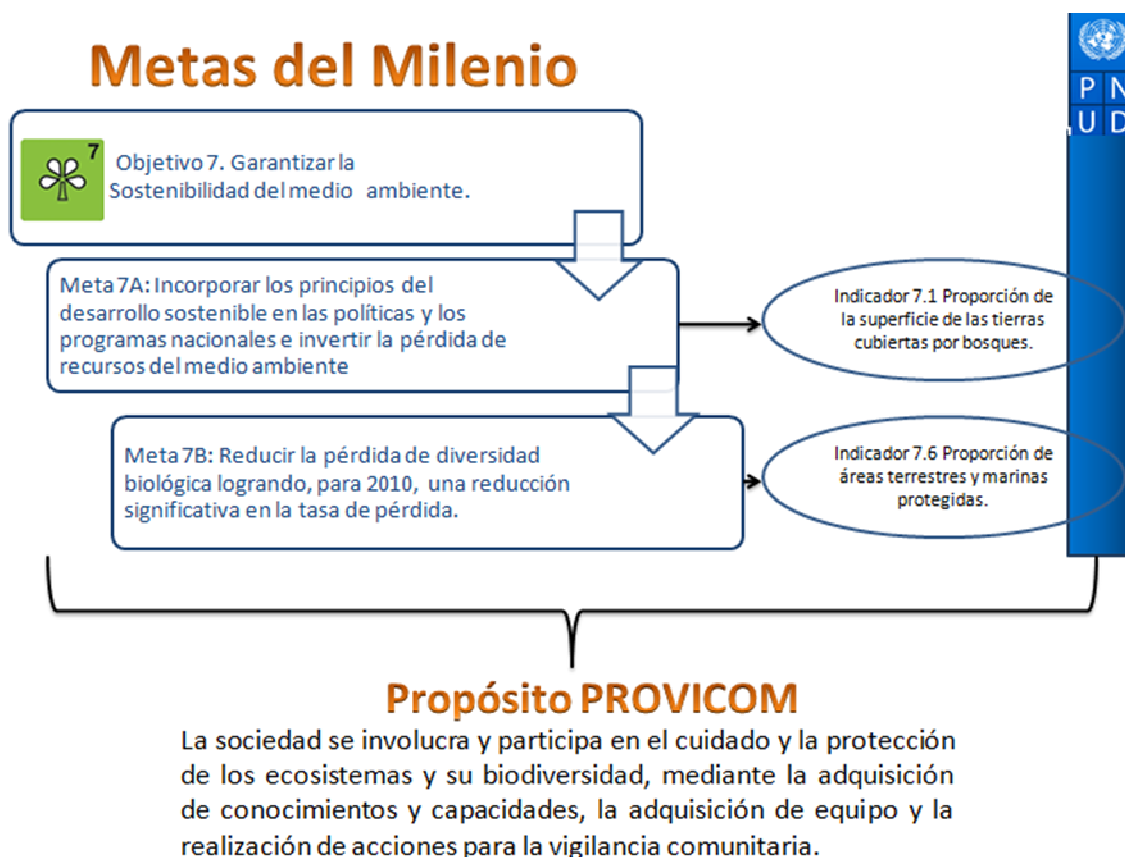 Metas del Milenio
P N
U D
7
Objetivo 7. Garantizar la
Sostenibilidad del medio ambiente.
Meta 7A: Incorporar los principios del
desarrollo sostenible en las políticas y los
programas nacionales e invertir la pérdida de
recursos del medio ambiente
Indicador 7.1 Proporción de
la superficie de las tierras
cubiertas por bosques.
Meta 7B: Reducir la pérdida de diversidad
biológica logrando, para 2010, una reducción
significativa en la tasa de pérdida.
Indicador 7.6 Proporción de
áreas terrestres y marinas
protegidas.
Propósito PROVICOM
La sociedad se involucra y participa en el cuidado y la protección
de los ecosistemas y su biodiversidad, mediante la adquisición
de conocimientos y capacidades, la adquisición de equipo y la
realización de acciones para la vigilancia comunitaria.